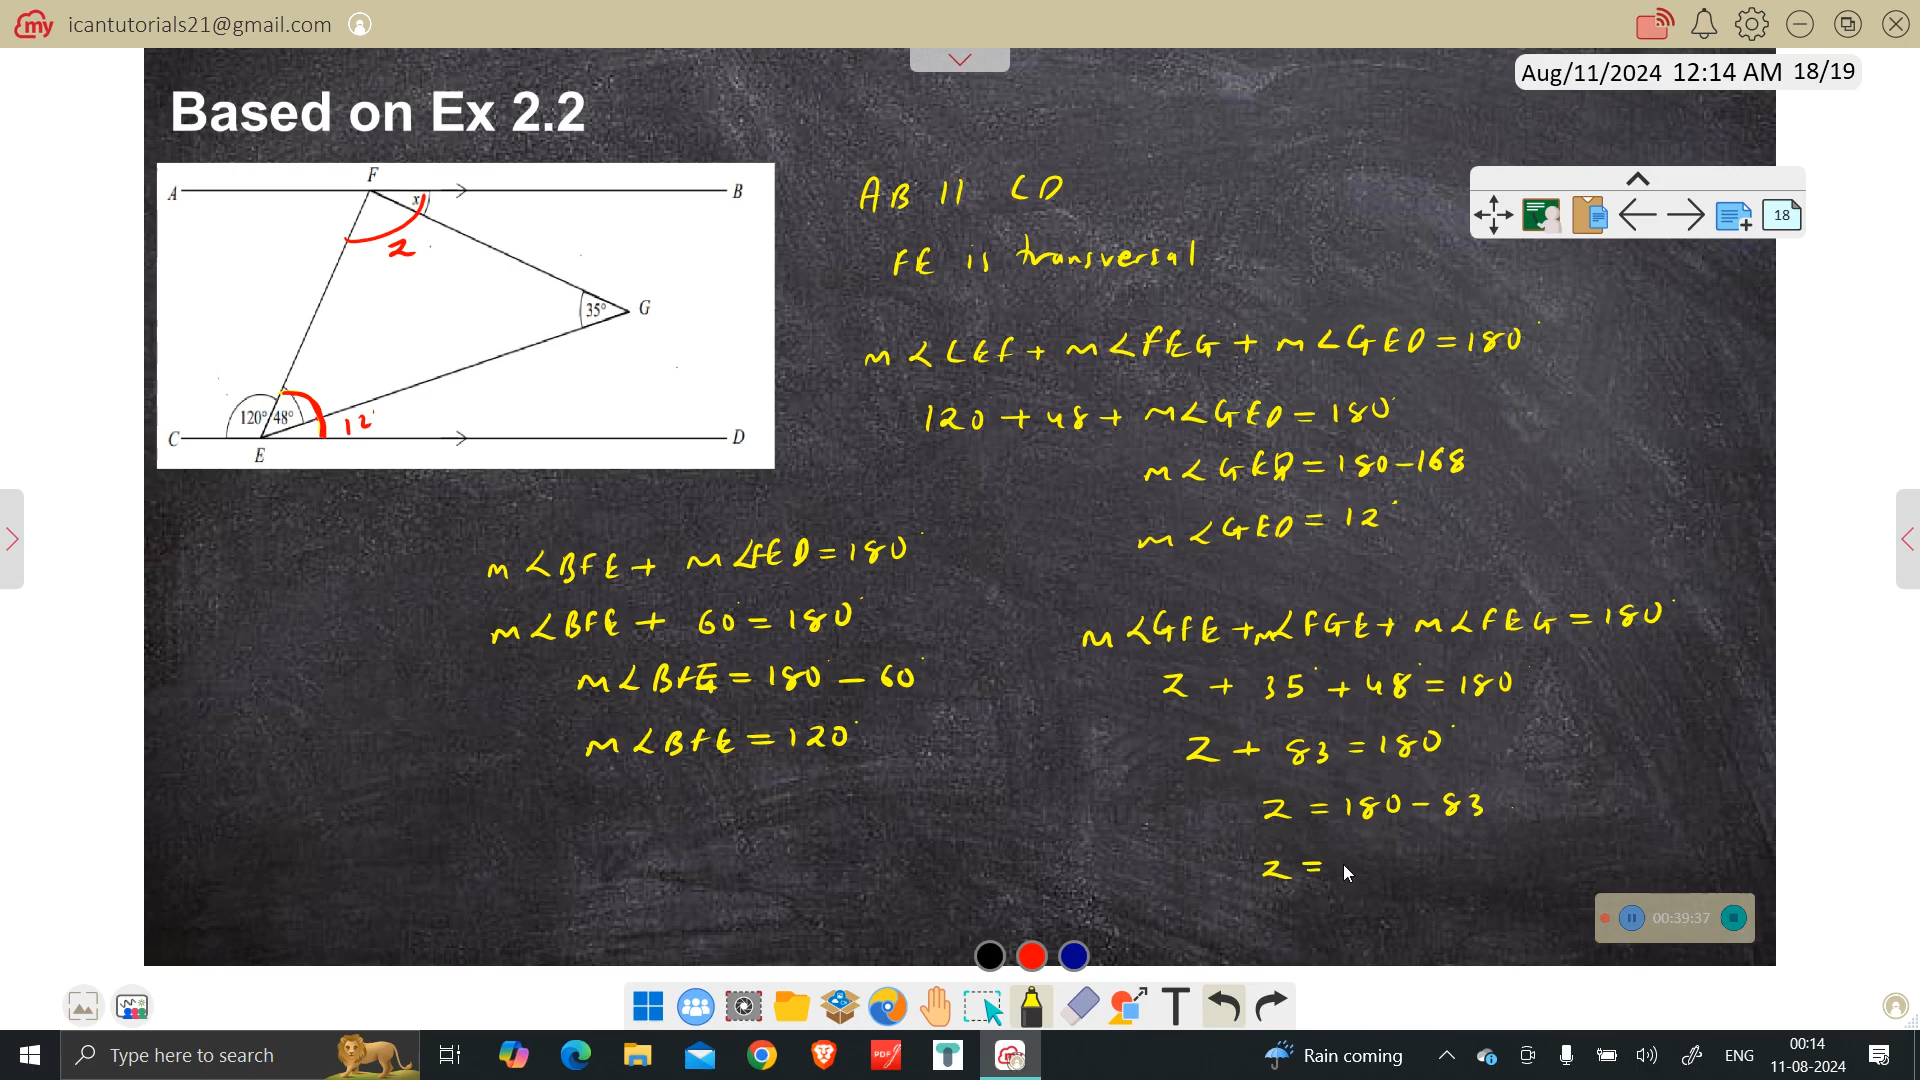 my icantutorials21@gmail.com
Aug/11/2024 12:14 AM 18/19
Based on Ex 2.2
A F B
x
z
35° G
120° 48° 12°
C E D
18
AB || CD
FE is transversal
m∠CEF + m∠FEG + m∠GED = 180°
120 + 48 + m∠GED = 180°
m∠GED = 180 - 168
m∠GED = 12°
m∠BFE + m∠FED = 180°
m∠BFE + 60° = 180°
m∠BFE = 180° - 60°
m∠BFE = 120°
m∠GFE + m∠FGE + m∠FEG = 180°
z + 35° + 48° = 180°
z + 83 = 180°
z = 180 - 83
z =
00:39:37
T
Type here to search
PDF
Rain coming
ENG
00:14
11-08-2024